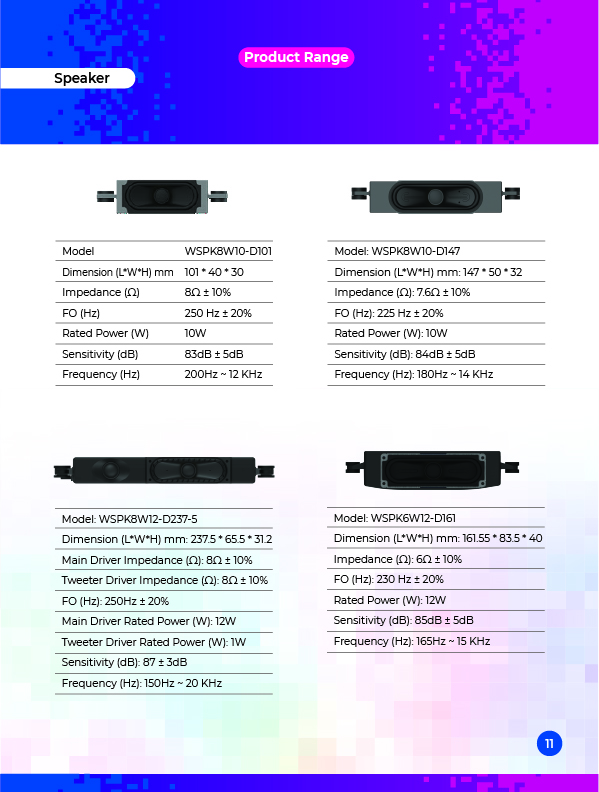 Product Range
Speaker
Model WSPK8W10-D101
Dimension (L*W*H) mm 101 * 40 * 30
Impedance (Ω) 8Ω ± 10%
FO (Hz) 250 Hz ± 20%
Rated Power (W) 10W
Sensitivity (dB) 83dB ± 5dB
Frequency (Hz) 200Hz ~ 12 KHz
Model: WSPK8W10-D147
Dimension (L*W*H) mm: 147 * 50 * 32
Impedance (Ω): 7.6Ω ± 10%
FO (Hz): 225 Hz ± 20%
Rated Power (W): 10W
Sensitivity (dB): 84dB ± 5dB
Frequency (Hz): 180Hz ~ 14 KHz
Model: WSPK8W12-D237-5
Dimension (L*W*H) mm: 237.5 * 65.5 * 31.2
Main Driver Impedance (Ω): 8Ω ± 10%
Tweeter Driver Impedance (Ω): 8Ω ± 10%
FO (Hz): 250Hz ± 20%
Main Driver Rated Power (W): 12W
Tweeter Driver Rated Power (W): 1W
Sensitivity (dB): 87 ± 3dB
Frequency (Hz): 150Hz ~ 20 KHz
Model: WSPK6W12-D161
Dimension (L*W*H) mm: 161.55 * 83.5 * 40
Impedance (Ω): 6Ω ± 10%
FO (Hz): 230 Hz ± 20%
Rated Power (W): 12W
Sensitivity (dB): 85dB ± 5dB
Frequency (Hz): 165Hz ~ 15 KHz
11